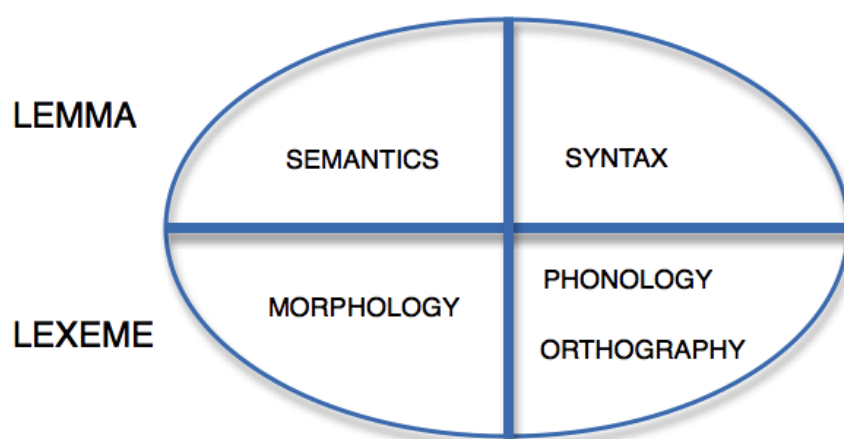 LEMMA
SEMANTICS
SYNTAX
LEXEME
MORPHOLOGY
PHONOLOGY
ORTHOGRAPHY